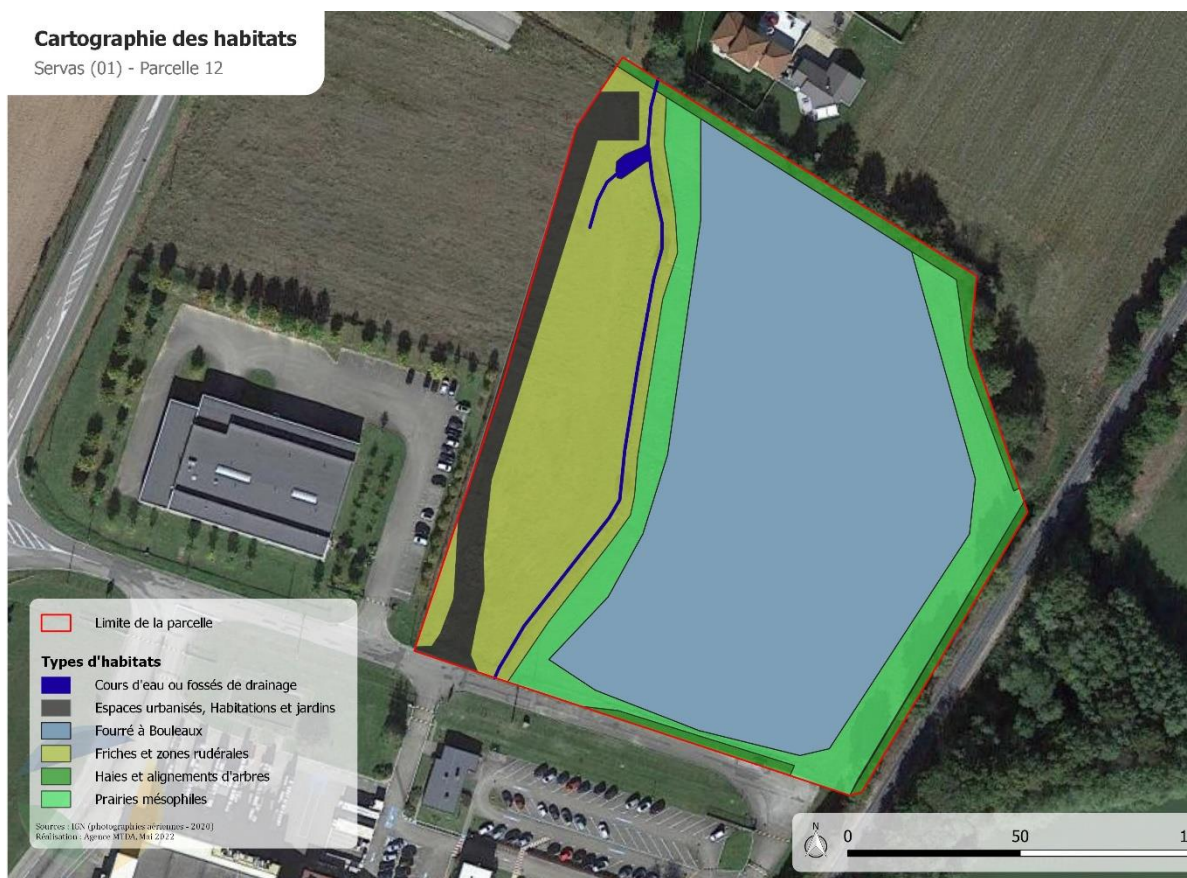 Cartographie des habitats
Servas (01) - Parcelle 12
Limite de la parcelle
Types d'habitats
Cours d'eau ou fossés de drainage
Espaces urbanisés, Habitations et jardins
Fourré à Bouleaux
Friches et zones rudérales
Haies et alignements d'arbres
Prairies mésophiles
Sources : IGN (photographies aériennes - 2020)
Réalisation : Agence MTDA, Mai 2022
N
0 50